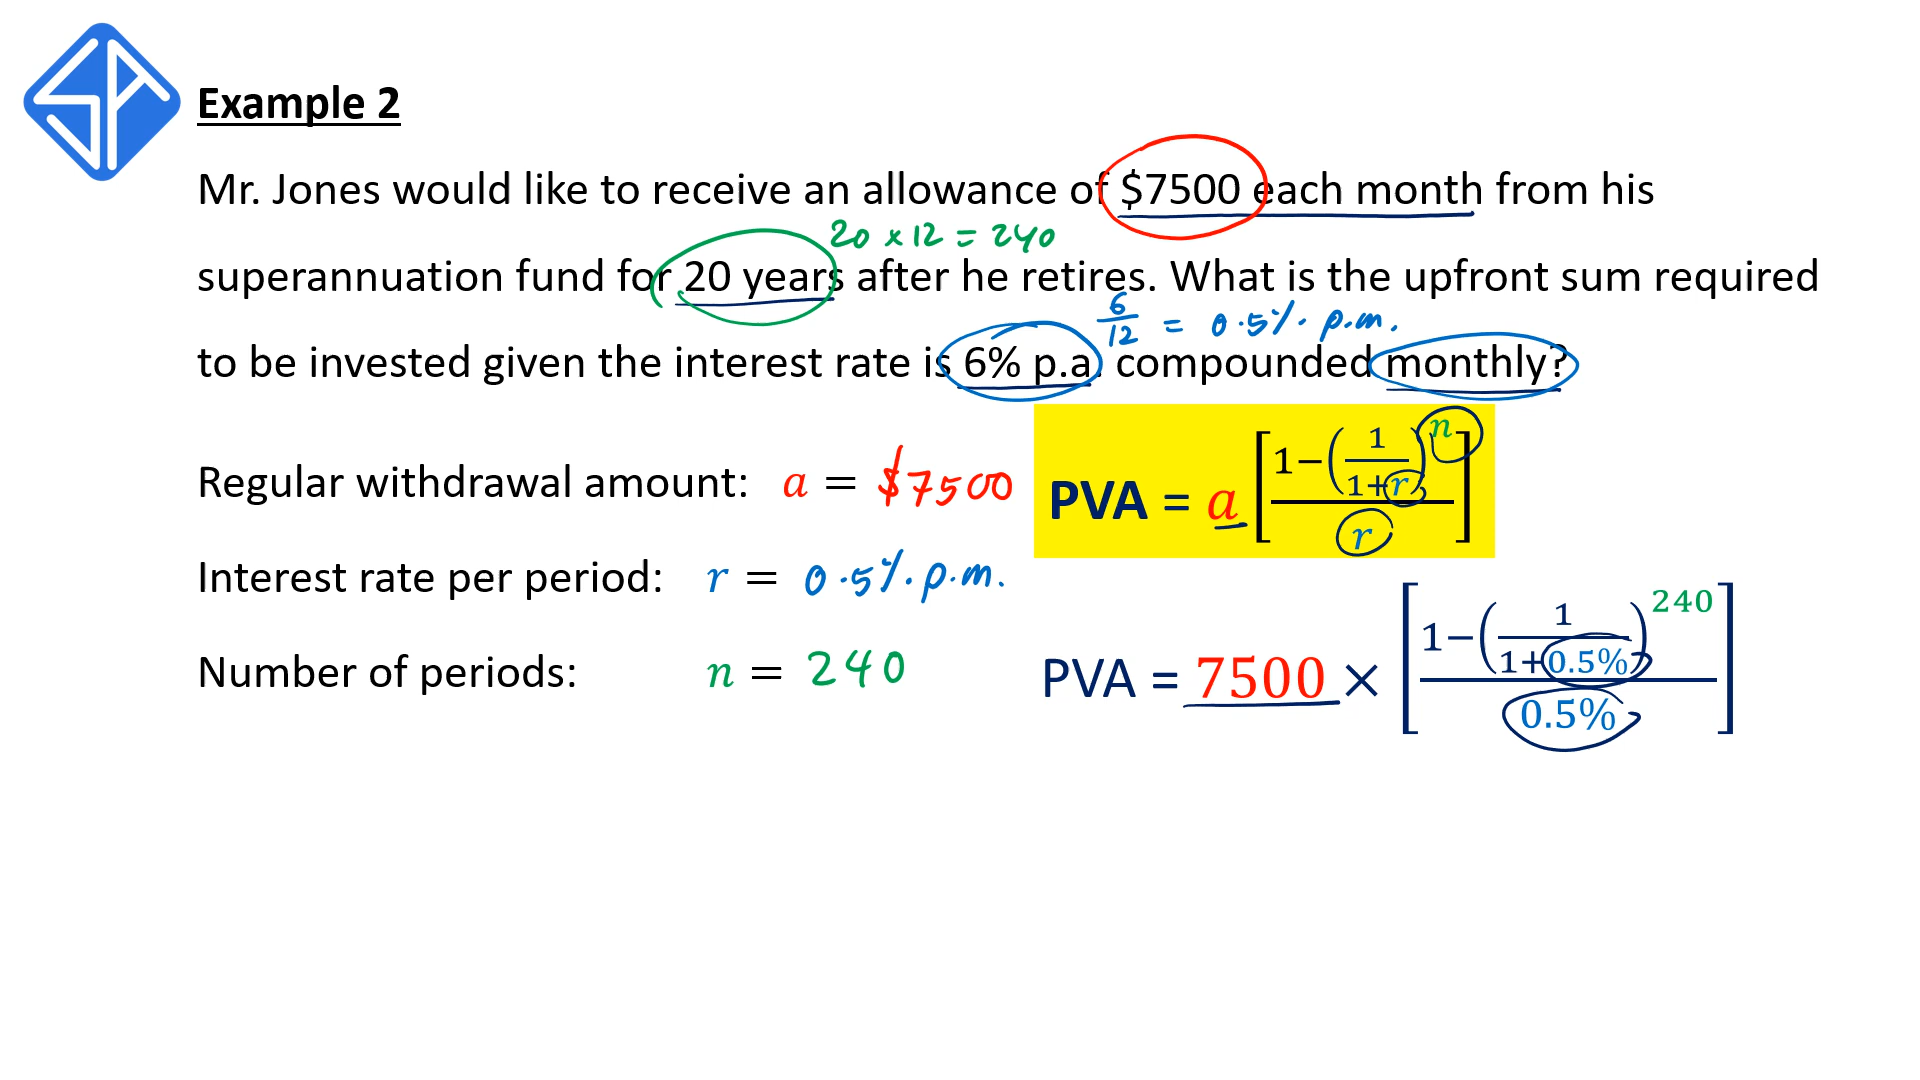 Example 2
Mr. Jones would like to receive an allowance of $7500 each month from his
20 × 12 = 240
superannuation fund for 20 years after he retires. What is the upfront sum required
6/12 = 0.5% p.m.
to be invested given the interest rate is 6% p.a. compounded monthly?
Regular withdrawal amount: a = $7500
PVA = a [(1−(1/(1+r))^n)/r]
Interest rate per period: r = 0.5% p.m.
Number of periods: n = 240
PVA = 7500 × [(1−(1/(1+0.5%))^240)/0.5%]